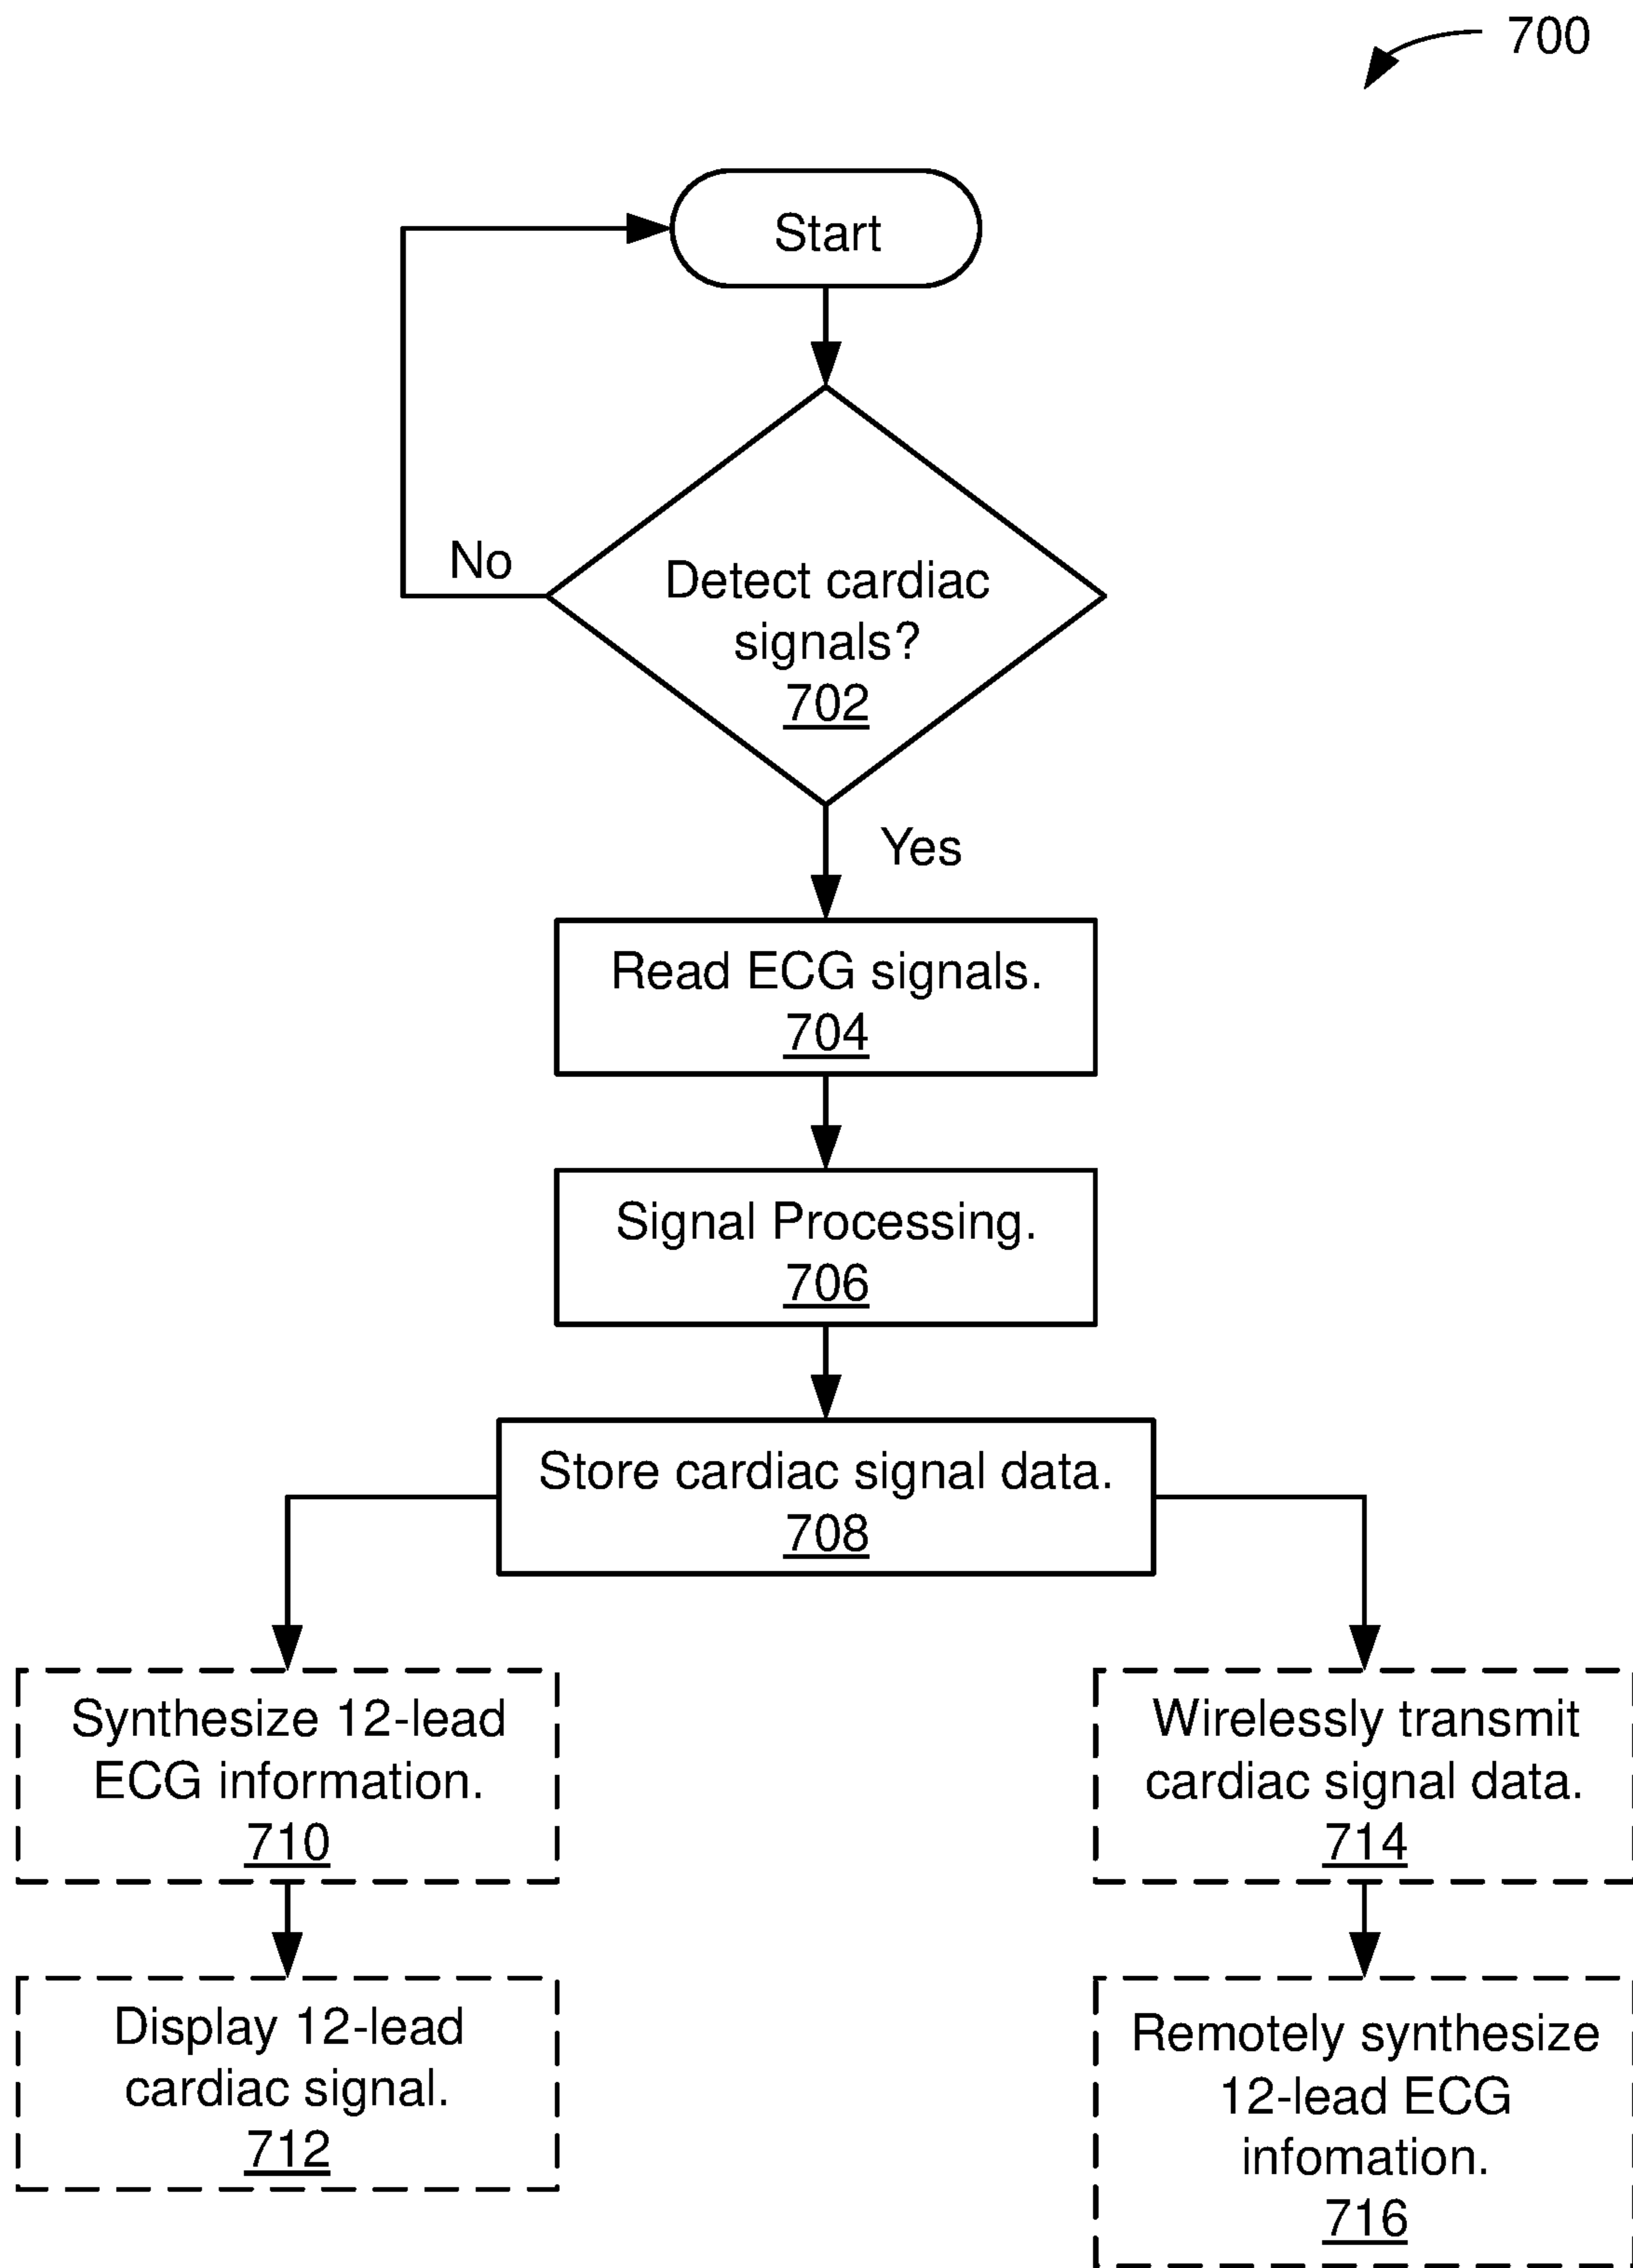 700
Start
No
Detect cardiac
signals?
702
Yes
Read ECG signals.
704
Signal Processing.
706
Store cardiac signal data.
708
Synthesize 12-lead
ECG information.
710
Wirelessly transmit
cardiac signal data.
714
Display 12-lead
cardiac signal.
712
Remotely synthesize
12-lead ECG
infomation.
716